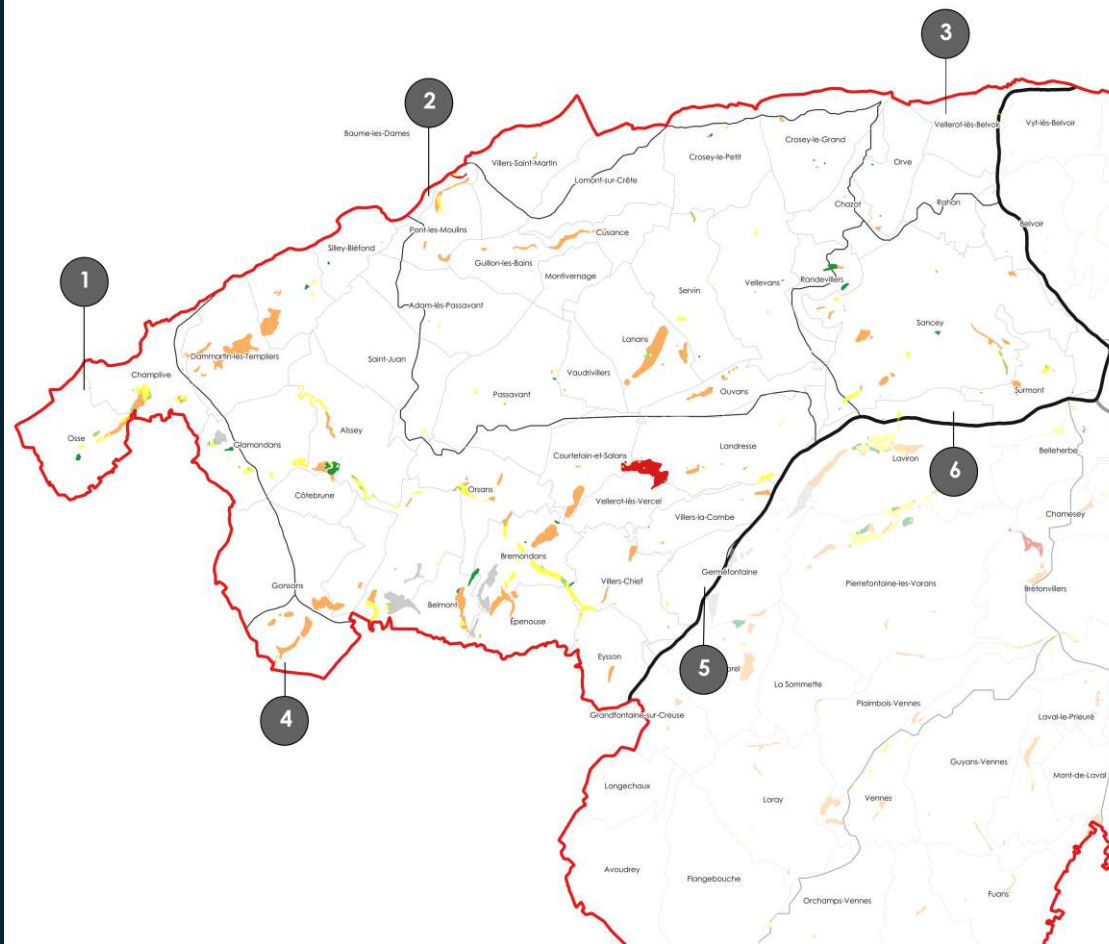 3
2
Vellerot-lès-Belvoir
Vyt-lès-Belvoir
Baume-les-Dames
Crosey-le-Grand
Villers-Saint-Martin
Crosey-le-Petit
Orve
Lomont-sur-Crête
Chazot
Rahon
Belvoir
Pont-les-Moulins
Cusance
Silley-Bléfond
Guillon-les-Bains
Montivernage
1
Randevillers
Servin
Vellevans
Adam-lès-Passavant
Sancey
Lanans
Dammartin-les-Templiers
Saint-Juan
Champlive
Vaudrivillers
Passavant
Ouvans
Surmont
Osse
Aïssey
Glamondans
Landresse
Belleherbe
Courtetain-et-Salans
Laviron
6
Orsans
Côtebrune
Vellerot-lès-Vercel
Chamesey
Villers-la-Combe
Bremondans
Germéfontaine
Villers-Chief
Pierrefontaine-les-Varans
Gonsans
Bretonvillers
Belmont
Épenouse
Eysson
5
La Sommette
Plaimbois-Vennes
4
Grandfontaine-sur-Creuse
Laval-le-Prieuré
Guyans-Vennes
Mont-de-Laval
Longechaux
Loray
Vennes
Avoudrey
Flangebouche
Fuans
Orchamps-Vennes